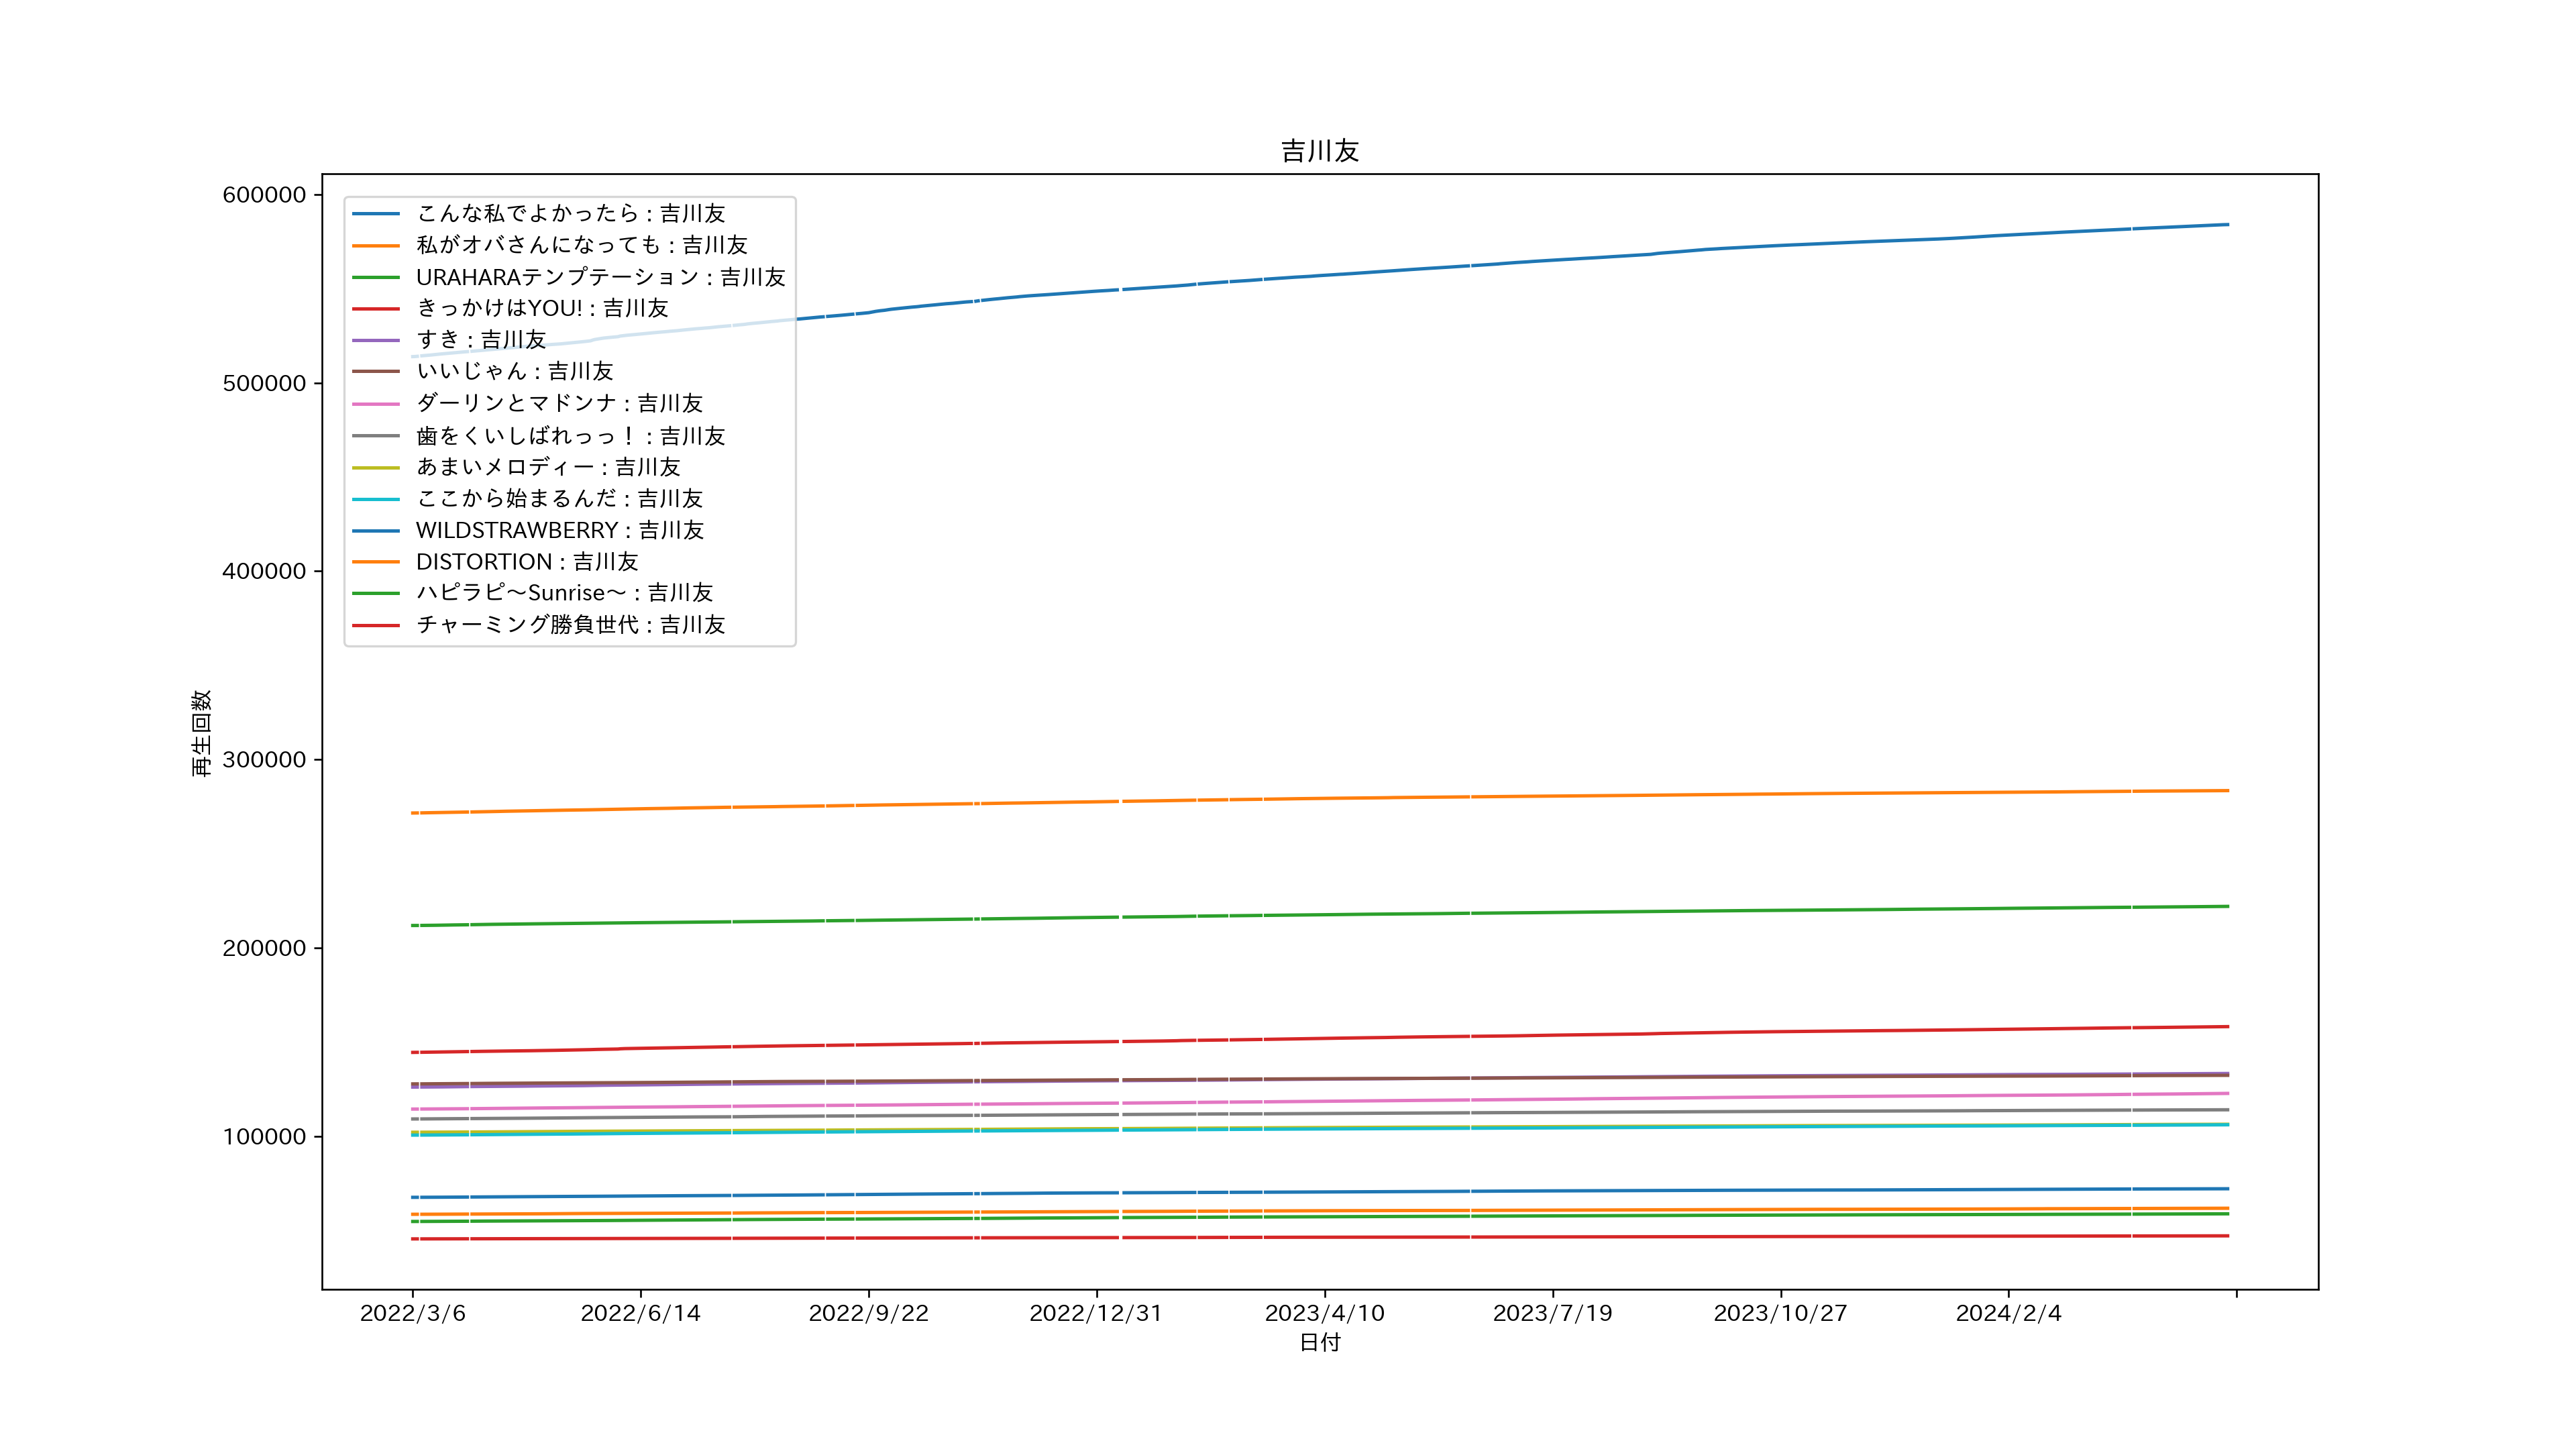 吉川友
600000
500000
400000
300000
200000
100000
再生回数
こんな私でよかったら : 吉川友
私がオバさんになっても : 吉川友
URAHARAテンプテーション : 吉川友
きっかけはYOU! : 吉川友
すき : 吉川友
いいじゃん : 吉川友
ダーリンとマドンナ : 吉川友
歯をくいしばれっっ！ : 吉川友
あまいメロディー : 吉川友
ここから始まるんだ : 吉川友
WILDSTRAWBERRY : 吉川友
DISTORTION : 吉川友
ハピラピ～Sunrise～ : 吉川友
チャーミング勝負世代 : 吉川友
2022/3/6 2022/6/14 2022/9/22 2022/12/31 2023/4/10 2023/7/19 2023/10/27 2024/2/4
日付